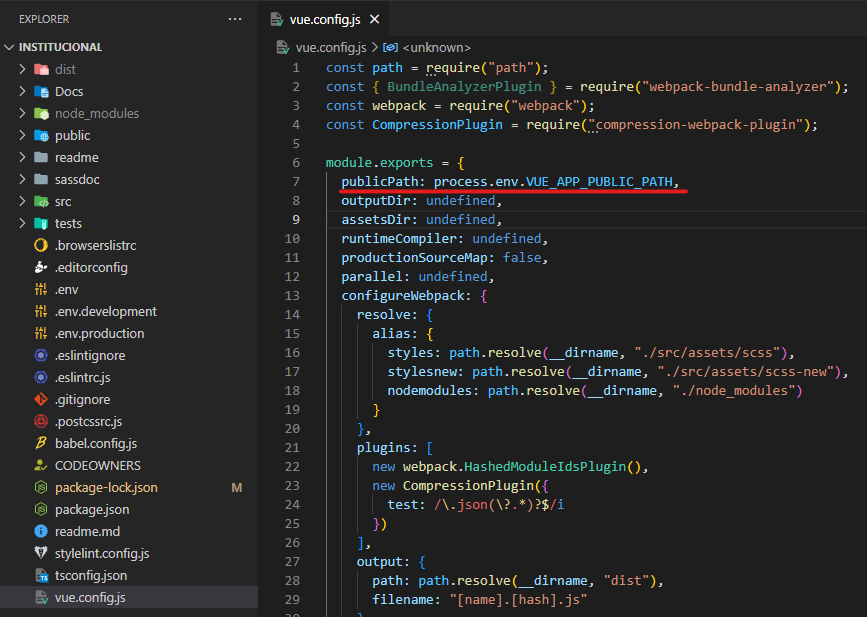 EXPLORER
···
INSTITUCIONAL
dist
Docs
node_modules
public
readme
sassdoc
src
tests
.browserslistrc
.editorconfig
.env
.env.development
.env.production
.eslintignore
.eslintrc.js
.gitignore
.postcssrc.js
babel.config.js
CODEOWNERS
package-lock.json M
package.json
readme.md
stylelint.config.js
tsconfig.json
vue.config.js
vue.config.js
vue.config.js > <unknown>
1 const path = require("path");
2 const { BundleAnalyzerPlugin } = require("webpack-bundle-analyzer");
3 const webpack = require("webpack");
4 const CompressionPlugin = require("compression-webpack-plugin");
5
6 module.exports = {
7 publicPath: process.env.VUE_APP_PUBLIC_PATH,
8 outputDir: undefined,
9 assetsDir: undefined,
10 runtimeCompiler: undefined,
11 productionSourceMap: false,
12 parallel: undefined,
13 configureWebpack: {
14 resolve: {
15 alias: {
16 styles: path.resolve(__dirname, "./src/assets/scss"),
17 stylesnew: path.resolve(__dirname, "./src/assets/scss-new"),
18 nodemodules: path.resolve(__dirname, "./node_modules")
19 }
20 },
21 plugins: [
22 new webpack.HashedModuleIdsPlugin(),
23 new CompressionPlugin({
24 test: /\.json(\?.*)?$/i
25 })
26 ],
27 output: {
28 path: path.resolve(__dirname, "dist"),
29 filename: "[name].[hash].js"